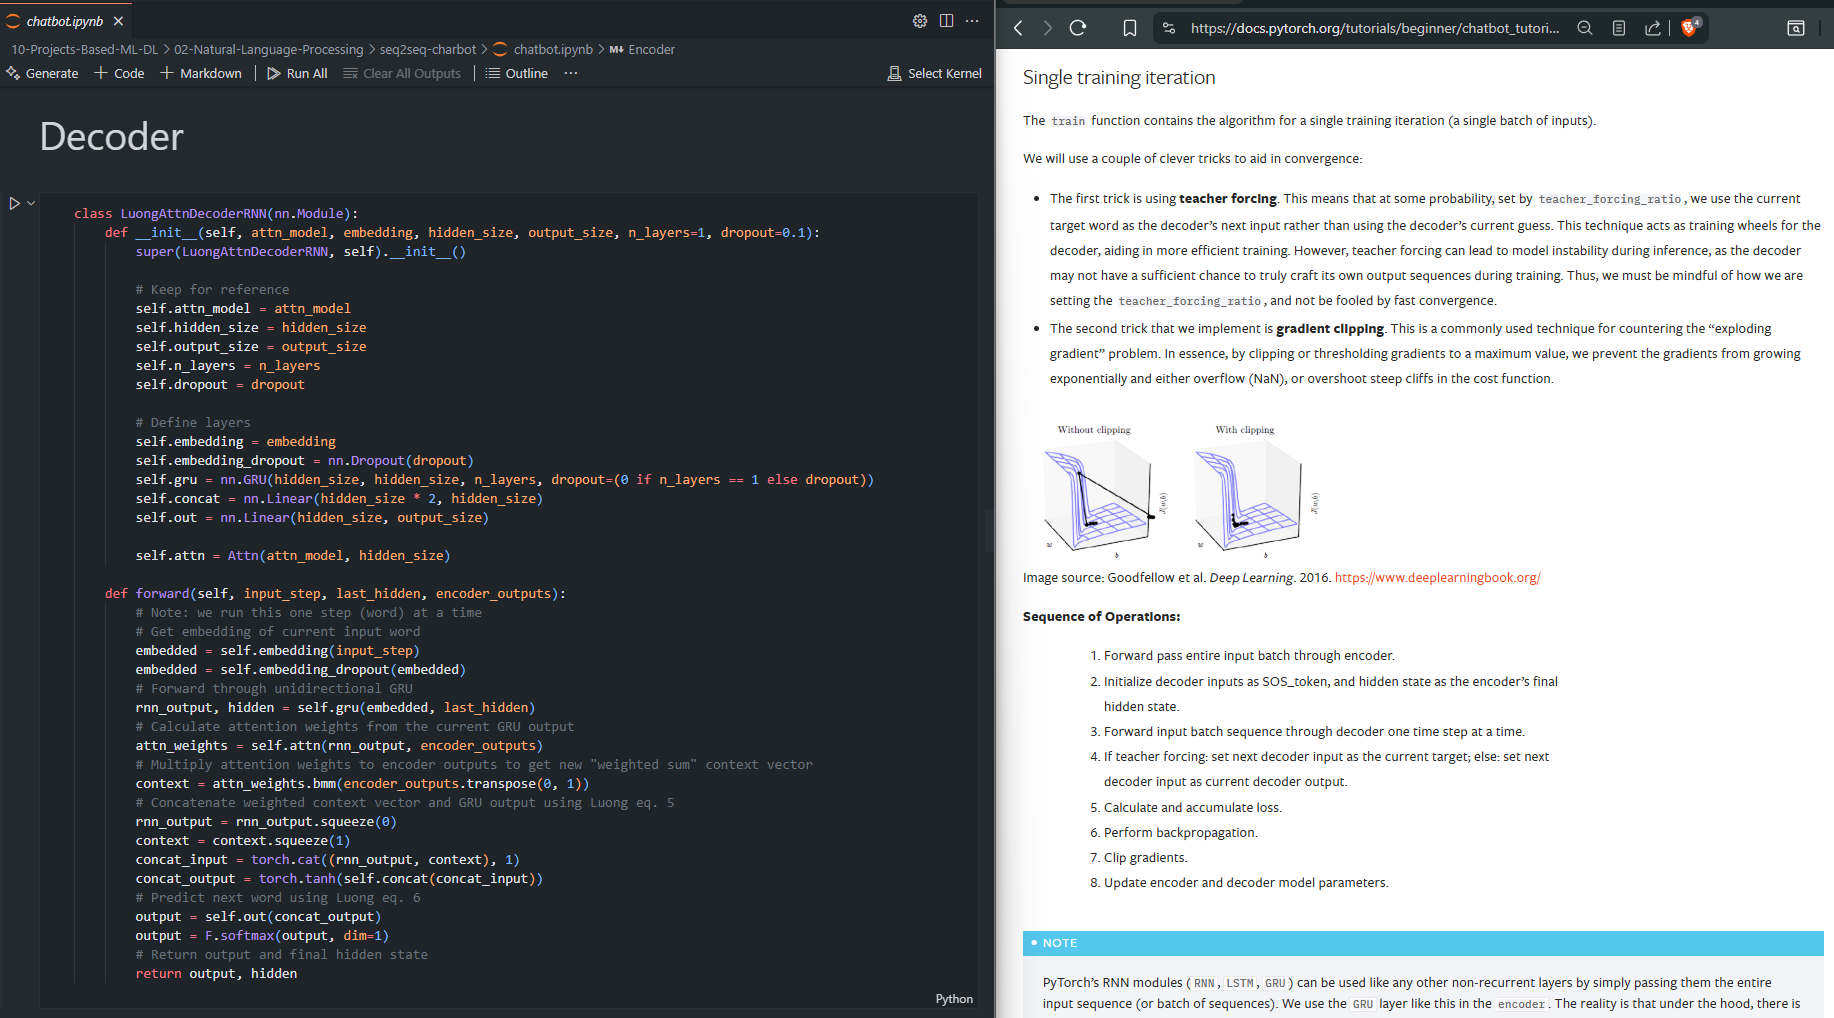 chatbot.ipynb
10-Projects-Based-ML-DL > 02-Natural-Language-Processing > seq2seq-charbot > chatbot.ipynb > M↓ Encoder
Generate + Code + Markdown | Run All Clear All Outputs | Outline ... Select Kernel
Decoder
class LuongAttnDecoderRNN(nn.Module):
    def __init__(self, attn_model, embedding, hidden_size, output_size, n_layers=1, dropout=0.1):
        super(LuongAttnDecoderRNN, self).__init__()

        # Keep for reference
        self.attn_model = attn_model
        self.hidden_size = hidden_size
        self.output_size = output_size
        self.n_layers = n_layers
        self.dropout = dropout

        # Define layers
        self.embedding = embedding
        self.embedding_dropout = nn.Dropout(dropout)
        self.gru = nn.GRU(hidden_size, hidden_size, n_layers, dropout=(0 if n_layers == 1 else dropout))
        self.concat = nn.Linear(hidden_size * 2, hidden_size)
        self.out = nn.Linear(hidden_size, output_size)

        self.attn = Attn(attn_model, hidden_size)

    def forward(self, input_step, last_hidden, encoder_outputs):
        # Note: we run this one step (word) at a time
        # Get embedding of current input word
        embedded = self.embedding(input_step)
        embedded = self.embedding_dropout(embedded)
        # Forward through unidirectional GRU
        rnn_output, hidden = self.gru(embedded, last_hidden)
        # Calculate attention weights from the current GRU output
        attn_weights = self.attn(rnn_output, encoder_outputs)
        # Multiply attention weights to encoder outputs to get new "weighted sum" context vector
        context = attn_weights.bmm(encoder_outputs.transpose(0, 1))
        # Concatenate weighted context vector and GRU output using Luong eq. 5
        rnn_output = rnn_output.squeeze(0)
        context = context.squeeze(1)
        concat_input = torch.cat((rnn_output, context), 1)
        concat_output = torch.tanh(self.concat(concat_input))
        # Predict next word using Luong eq. 6
        output = self.out(concat_output)
        output = F.softmax(output, dim=1)
        # Return output and final hidden state
        return output, hidden
Python
https://docs.pytorch.org/tutorials/beginner/chatbot_tutori...
4
Single training iteration
The train function contains the algorithm for a single training iteration (a single batch of inputs).
We will use a couple of clever tricks to aid in convergence:
• The first trick is using teacher forcing. This means that at some probability, set by teacher_forcing_ratio, we use the current
target word as the decoder’s next input rather than using the decoder’s current guess. This technique acts as training wheels for the
decoder, aiding in more efficient training. However, teacher forcing can lead to model instability during inference, as the decoder
may not have a sufficient chance to truly craft its own output sequences during training. Thus, we must be mindful of how we are
setting the teacher_forcing_ratio, and not be fooled by fast convergence.
• The second trick that we implement is gradient clipping. This is a commonly used technique for countering the “exploding
gradient” problem. In essence, by clipping or thresholding gradients to a maximum value, we prevent the gradients from growing
exponentially and either overflow (NaN), or overshoot steep cliffs in the cost function.
Without clipping
With clipping
J(w,b)
w
b
J(w,b)
w
b
Image source: Goodfellow et al. Deep Learning. 2016. https://www.deeplearningbook.org/
Sequence of Operations:
1. Forward pass entire input batch through encoder.
2. Initialize decoder inputs as SOS_token, and hidden state as the encoder’s final
hidden state.
3. Forward input batch sequence through decoder one time step at a time.
4. If teacher forcing: set next decoder input as the current target; else: set next
decoder input as current decoder output.
5. Calculate and accumulate loss.
6. Perform backpropagation.
7. Clip gradients.
8. Update encoder and decoder model parameters.
• NOTE
PyTorch’s RNN modules (RNN, LSTM, GRU) can be used like any other non-recurrent layers by simply passing them the entire
input sequence (or batch of sequences). We use the GRU layer like this in the encoder. The reality is that under the hood, there is